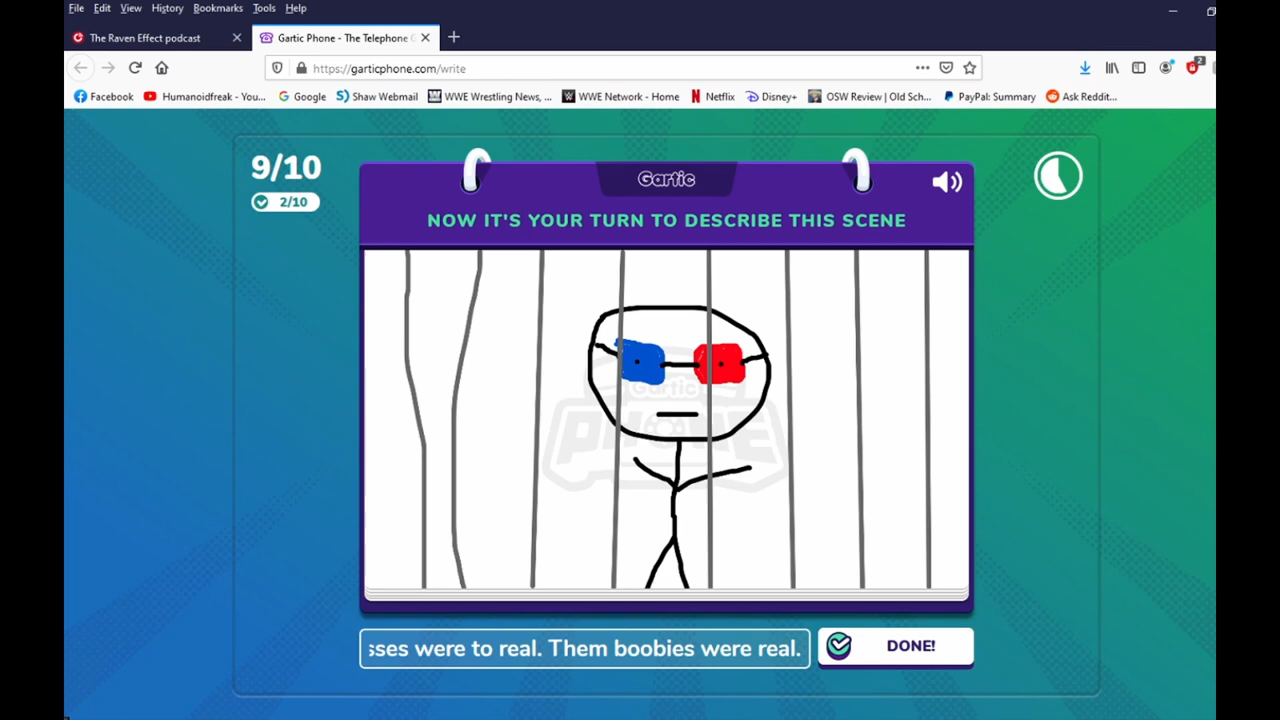 File Edit View History Bookmarks Tools Help
The Raven Effect podcast
Gartic Phone - The Telephone G
https://garticphone.com/write
2
Facebook Humanoidfreak - You... Google Shaw Webmail WWE Wrestling News, ... WWE Network - Home Netflix Disney+ OSW Review | Old Sch... PayPal: Summary Ask Reddit...
9/10
2/10
Gartic
NOW IT'S YOUR TURN TO DESCRIBE THIS SCENE
Gartic
PHONE
sses were to real. Them boobies were real.
DONE!